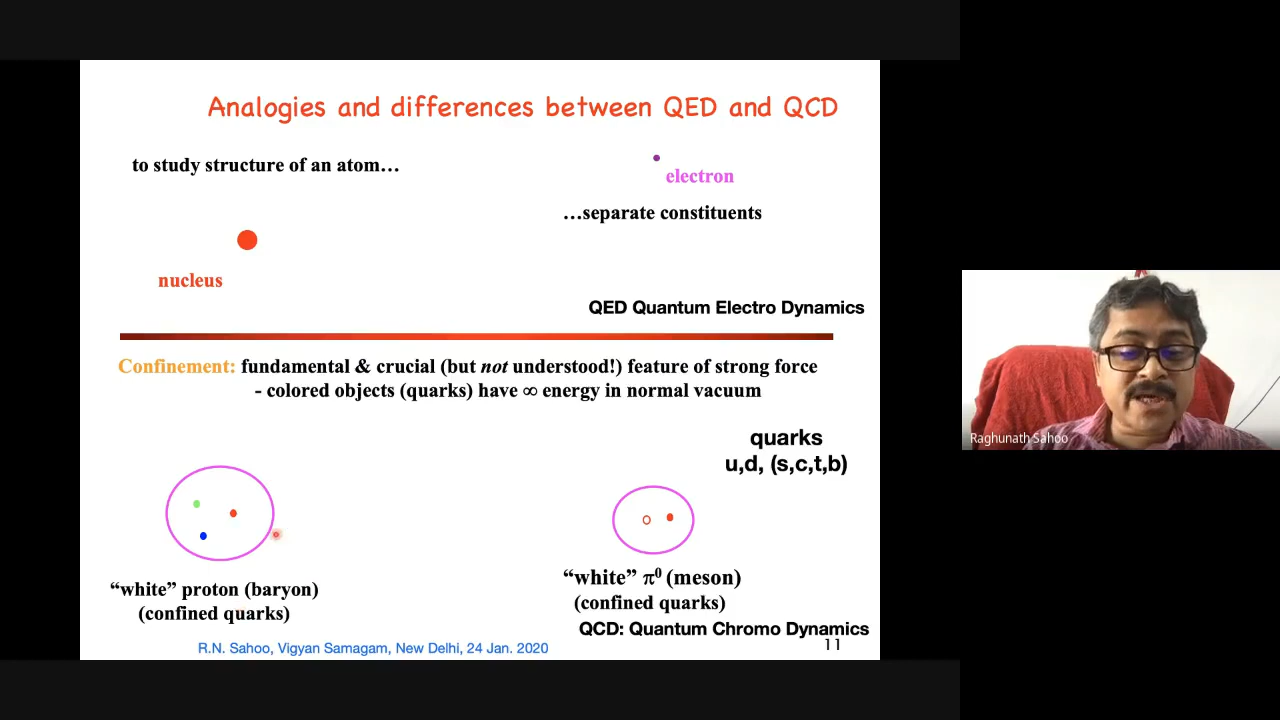 Analogies and differences between QED and QCD
to study structure of an atom…
electron
…separate constituents
nucleus
QED Quantum Electro Dynamics
Confinement: fundamental & crucial (but not understood!) feature of strong force
- colored objects (quarks) have ∞ energy in normal vacuum
quarks
u,d, (s,c,t,b)
“white” proton (baryon)
(confined quarks)
“white” π⁰ (meson)
(confined quarks)
QCD: Quantum Chromo Dynamics
R.N. Sahoo, Vigyan Samagam, New Delhi, 24 Jan. 2020
11
Raghunath Sahoo